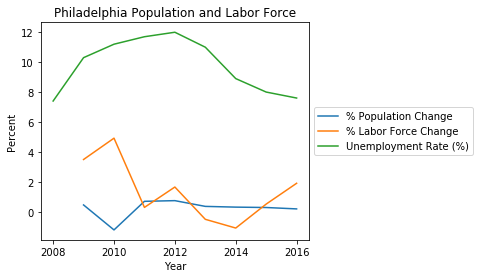 Philadelphia Population and Labor Force
12
10
8
6
4
2
0
Percent
2008 2010 2012 2014 2016
Year
% Population Change
% Labor Force Change
Unemployment Rate (%)